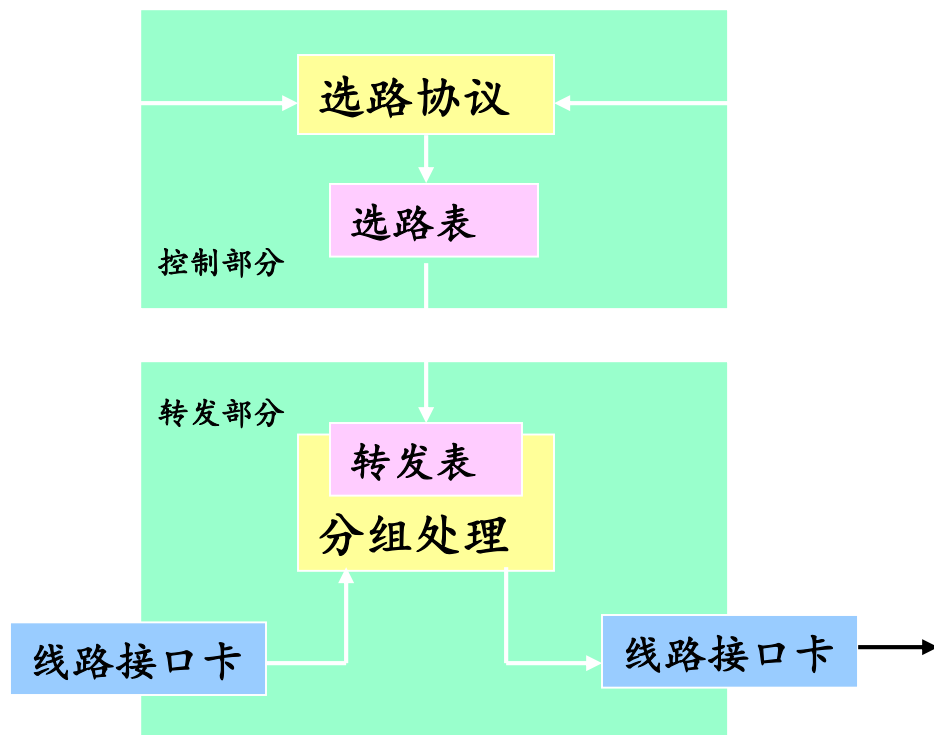 选路协议
选路表
控制部分
转发部分
转发表
分组处理
线路接口卡
线路接口卡